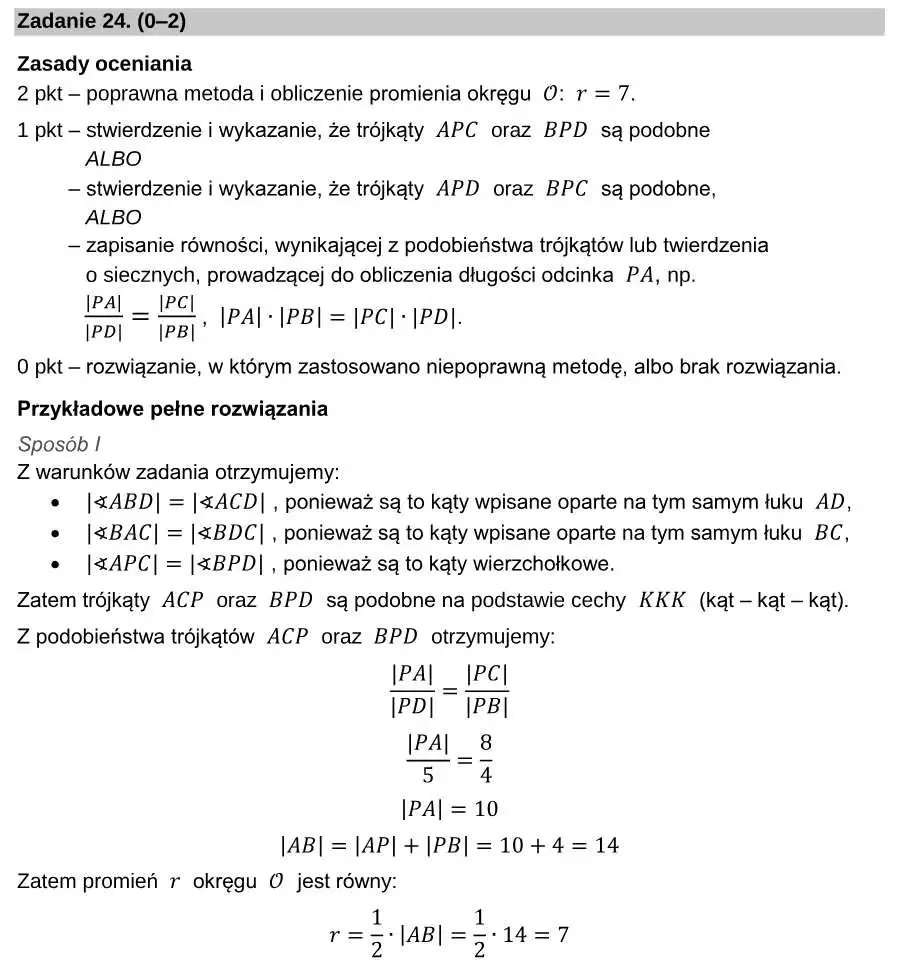 Zadanie 24. (0–2)
Zasady oceniania
2 pkt – poprawna metoda i obliczenie promienia okręgu 𝒪: r = 7.
1 pkt – stwierdzenie i wykazanie, że trójkąty APC oraz BPD są podobne
ALBO
– stwierdzenie i wykazanie, że trójkąty APD oraz BPC są podobne,
ALBO
– zapisanie równości, wynikającej z podobieństwa trójkątów lub twierdzenia
o siecznych, prowadzącej do obliczenia długości odcinka PA, np.
|PA|/|PD| = |PC|/|PB|, |PA| · |PB| = |PC| · |PD|.
0 pkt – rozwiązanie, w którym zastosowano niepoprawną metodę, albo brak rozwiązania.
Przykładowe pełne rozwiązania
Sposób I
Z warunków zadania otrzymujemy:
• |∢ABD| = |∢ACD| , ponieważ są to kąty wpisane oparte na tym samym łuku AD,
• |∢BAC| = |∢BDC| , ponieważ są to kąty wpisane oparte na tym samym łuku BC,
• |∢APC| = |∢BPD| , ponieważ są to kąty wierzchołkowe.
Zatem trójkąty ACP oraz BPD są podobne na podstawie cechy KKK (kąt – kąt – kąt).
Z podobieństwa trójkątów ACP oraz BPD otrzymujemy:
|PA|/|PD| = |PC|/|PB|
|PA|/5 = 8/4
|PA| = 10
|AB| = |AP| + |PB| = 10 + 4 = 14
Zatem promień r okręgu 𝒪 jest równy:
r = 1/2 · |AB| = 1/2 · 14 = 7